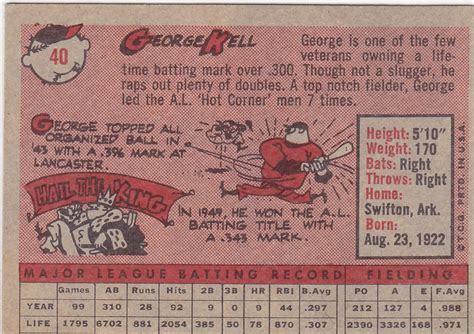 40
GEORGE KELL
George is one of the few
veterans owning a life-
time batting mark over .300. Though not a slugger, he
raps out plenty of doubles. A top notch fielder, George
led the A.L. 'Hot Corner' men 7 times.
GEORGE TOPPED ALL
ORGANIZED BALL IN
'43 WITH A .396 MARK AT
LANCASTER
HAIL THE KING
IN 1949, HE WON THE A.L.
BATTING TITLE WITH A
.343 MARK
Height: 5'10"
Weight: 170
Bats: Right
Throws: Right
Home:
Swifton, Ark.
Born:
Aug. 23, 1922
© T.C.G. PRTD. IN U.S.A.
MAJOR LEAGUE BATTING RECORD FIELDING
Games AB Runs Hits 2B 3B HR RBI B.Avg PO A E F.Avg
YEAR 99 310 28 92 9 0 9 44 .297 212 127 4 .988
LIFE 1795 6702 881 2054 385 50 78 870 .306 3326